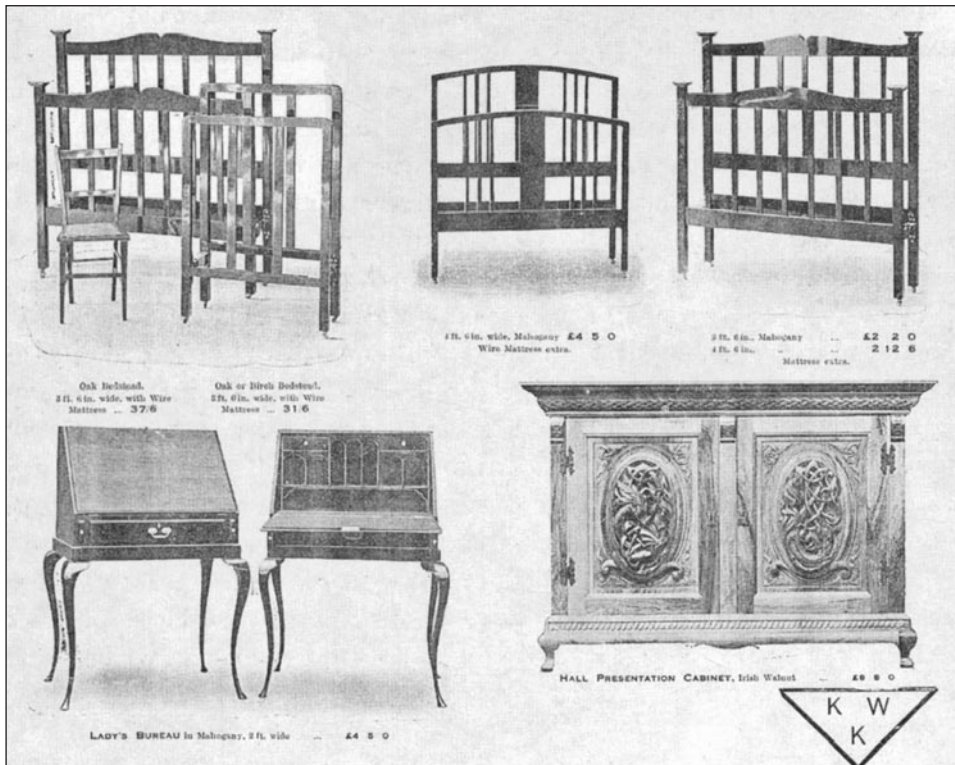 4 ft. 6 in. wide, Mahogany £4 5 0
Wire Mattress extra.
3 ft. 6 in., Mahogany .. £2 2 0
4 ft. 6 in., „ .. 2 12 6
Mattress extra.
Oak Bedstead.
3 ft. 6 in. wide, with Wire
Mattress .. 37/6
Oak or Birch Bedstead.
3 ft. 6 in. wide, with Wire
Mattress .. 31/6
HALL PRESENTATION CABINET, Irish Walnut .. 
LADY'S BUREAU in Mahogany, 2 ft. wide .. £4 5 0
K W
K